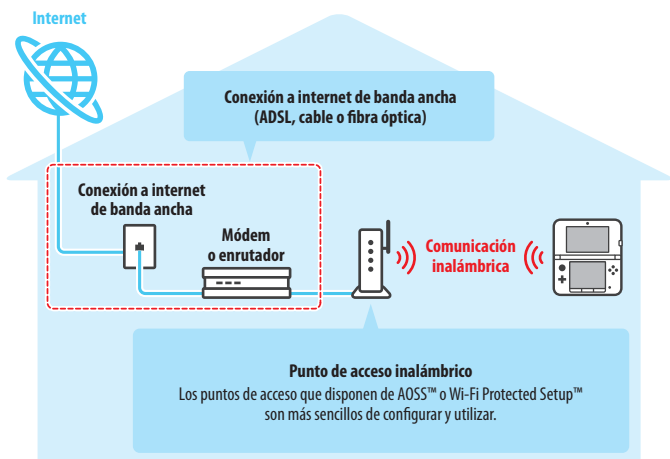 Internet
Conexión a internet de banda ancha
(ADSL, cable o fibra óptica)
Conexión a internet
de banda ancha
Módem
o enrutador
Comunicación
inalámbrica
Punto de acceso inalámbrico
Los puntos de acceso que disponen de AOSS™ o Wi-Fi Protected Setup™
son más sencillos de configurar y utilizar.